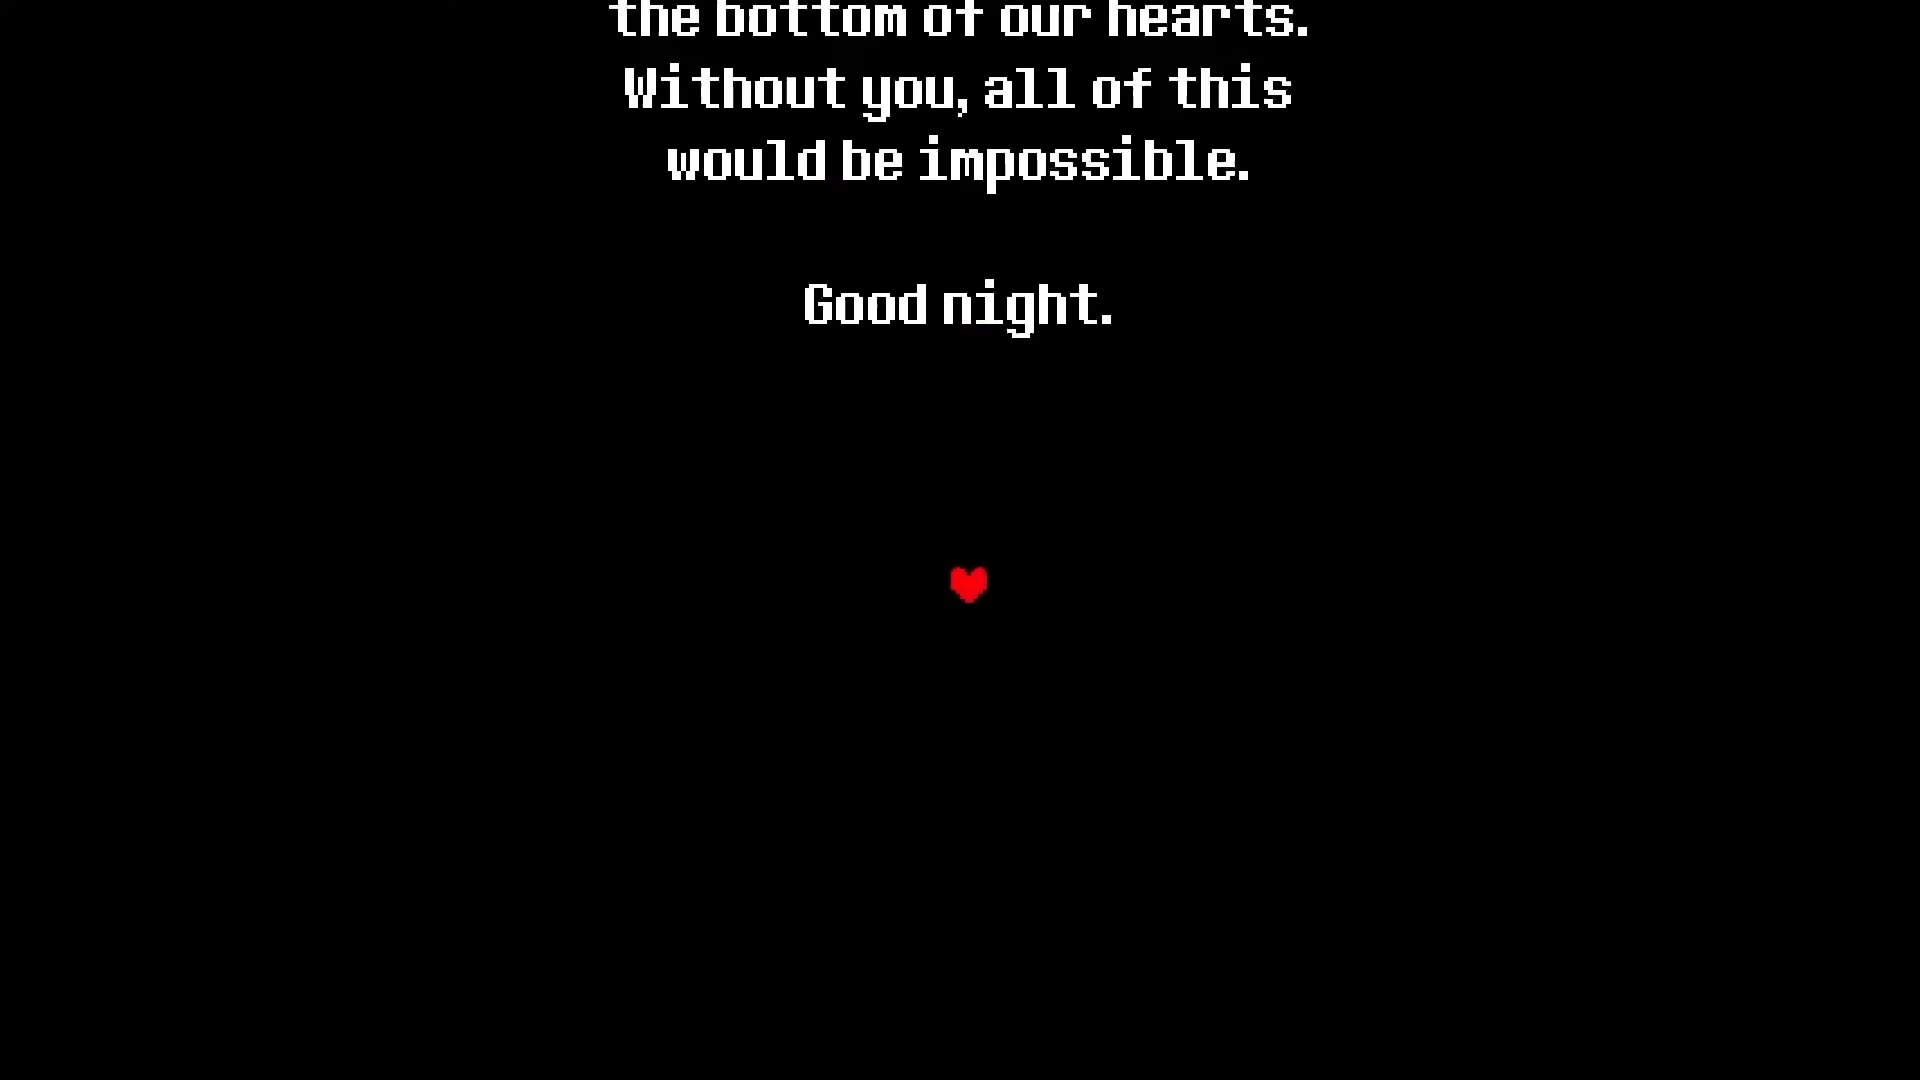 the bottom of our hearts.
Without you, all of this
would be impossible.
Good night.